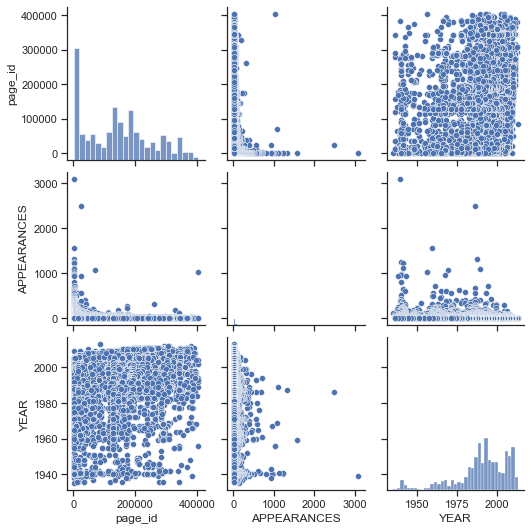 400000
300000
200000
100000
0
page_id
3000
2000
1000
0
APPEARANCES
2000
1980
1960
1940
YEAR
0 200000 400000
page_id
0 1000 2000 3000
APPEARANCES
1950 1975 2000
YEAR